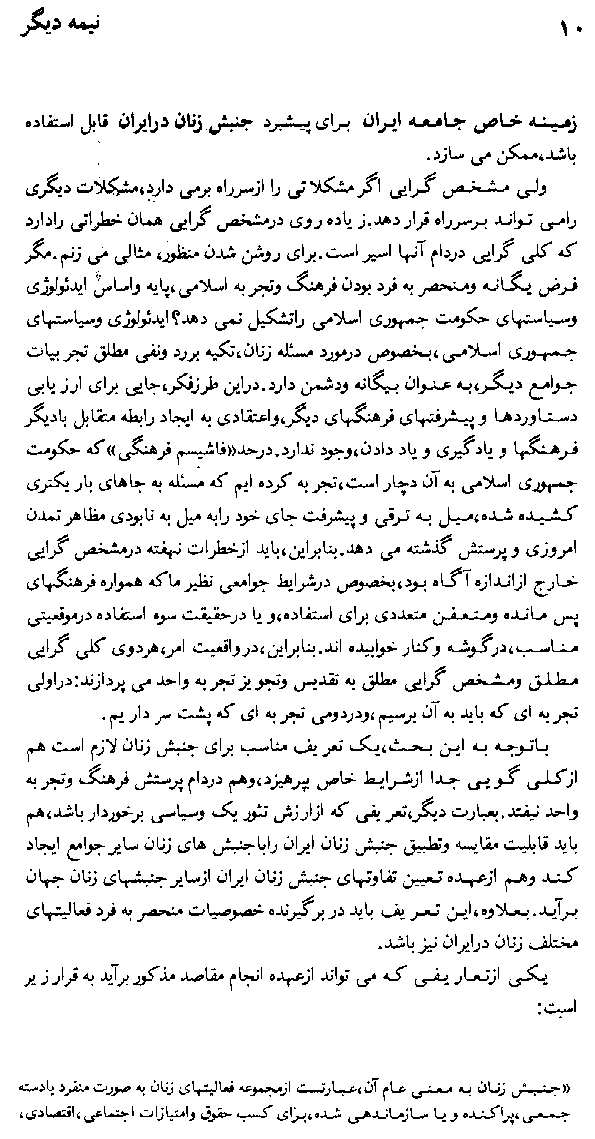 ۱۰ نیمه دیگر
زمینه خاص جامعه ایران برای پیشبرد جنبش زنان درایران قابل استفاده
باشد،ممکن می سازد.
ولی مشخص گرایی اگر مشکلاتی را ازسرراه برمی دارد،مشکلات دیگری
رامی تواند برسرراه قرار دهد.زیاده روی درمشخص گرایی همان خطراتی رادارد
که کلی گرایی دردام آنها اسیر است.برای روشن شدن منظور، مثالی می زنم.مگر
فرض یگانه ومنحصر به فرد بودن فرهنگ وتجربه اسلامی،پایه واساس ایدئولوژی
وسیاستهای حکومت جمهوری اسلامی راتشکیل نمی دهد؟ایدئولوژی وسیاستهای
جمهوری اسلامی،بخصوص درمورد مسئله زنان،تکیه بررد ونفی مطلق تجربیات
جوامع دیگر،به عنوان بیگانه ودشمن دارد.دراین طرزفکر،جایی برای ارزیابی
دستاوردها و پیشرفتهای فرهنگهای دیگر،واعتقادی به ایجاد رابطه متقابل بادیگر
فرهنگها و یادگیری و یاد دادن،وجود ندارد.درحد«فاشیسم فرهنگی»که حکومت
جمهوری اسلامی به آن دچار است،تجربه کرده ایم که مسئله به جاهای باریکتری
کشیده شده،میل به ترقی و پیشرفت جای خود رابه میل به نابودی مظاهر تمدن
امروزی و پرستش گذشته می دهد.بنابراین،باید ازخطرات نهفته درمشخص گرایی
خارج ازاندازه آگاه بود،بخصوص درشرایط جوامعی نظیر ماکه همواره فرهنگهای
پس مانده ومتعفن متعددی برای استفاده،و یا درحقیقت سوء استفاده درموقعیتی
مناسب،درگوشه وکنار خوابیده اند.بنابراین،درواقعیت امر،هردوی کلی گرایی
مطلق ومشخص گرایی مطلق به تقدیس وتجویز تجربه واحد می پردازند:دراولی
تجربه ای که باید به آن برسیم،ودردومی تجربه ای که پشت سر داریم.
باتوجه به این بحث،یک تعریف مناسب برای جنبش زنان لازم است هم
ازکلی گویی جدا ازشرایط خاص بپرهیزد،وهم دردام پرستش فرهنگ وتجربه
واحد نیفتد.بعبارت دیگر،تعریفی که ازارزش تئوریک وسیاسی برخوردار باشد،هم
باید قابلیت مقایسه وتطبیق جنبش زنان ایران راباجنبش های زنان سایر جوامع ایجاد
کند وهم ازعهده تعیین تفاوتهای جنبش زنان ایران ازسایر جنبشهای زنان جهان
برآید.بعلاوه،این تعریف باید در برگیرنده خصوصیات منحصر به فرد فعالیتهای
مختلف زنان درایران نیز باشد.
یکی ازتعاریفی که می تواند ازعهده انجام مقاصد مذکور برآید به قرار زیر
است:
«جنبش زنان به معنی عام آن،عبارتست ازمجموعه فعالیتهای زنان به صورت منفرد یادسته
جمعی،پراکنده و یا سازماندهی شده،برای کسب حقوق وامتیازات اجتماعی،اقتصادی،